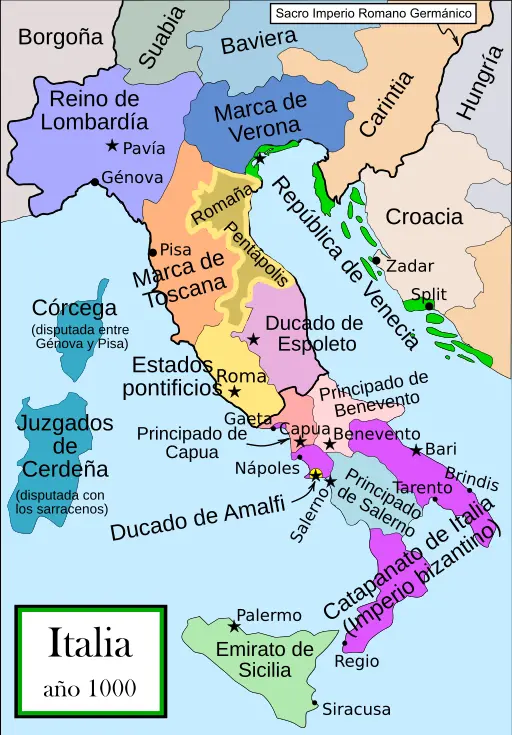 Sacro Imperio Romano Germánico
Borgoña
Suabia
Baviera
Carintia
Hungría
Reino de
Lombardía
Marca de
Verona
Pavía
Génova
Romaña
Pentápolis
República de Venecia
Croacia
Pisa
Marca de
Toscana
Zadar
Split
Córcega
(disputada entre
Génova y Pisa)
Ducado de
Espoleto
Estados
pontificios
Roma
Principado de
Benevento
Gaeta
Capua
Benevento
Principado de
Capua
Bari
Juzgados
de
Cerdeña
(disputada con
los sarracenos)
Nápoles
Brindis
Tarento
Principado
de Salerno
Salerno
Ducado de Amalfi
Catapanato de Italia
(Imperio bizantino)
Palermo
Emirato de
Sicilia
Regio
Siracusa
Italia
año 1000